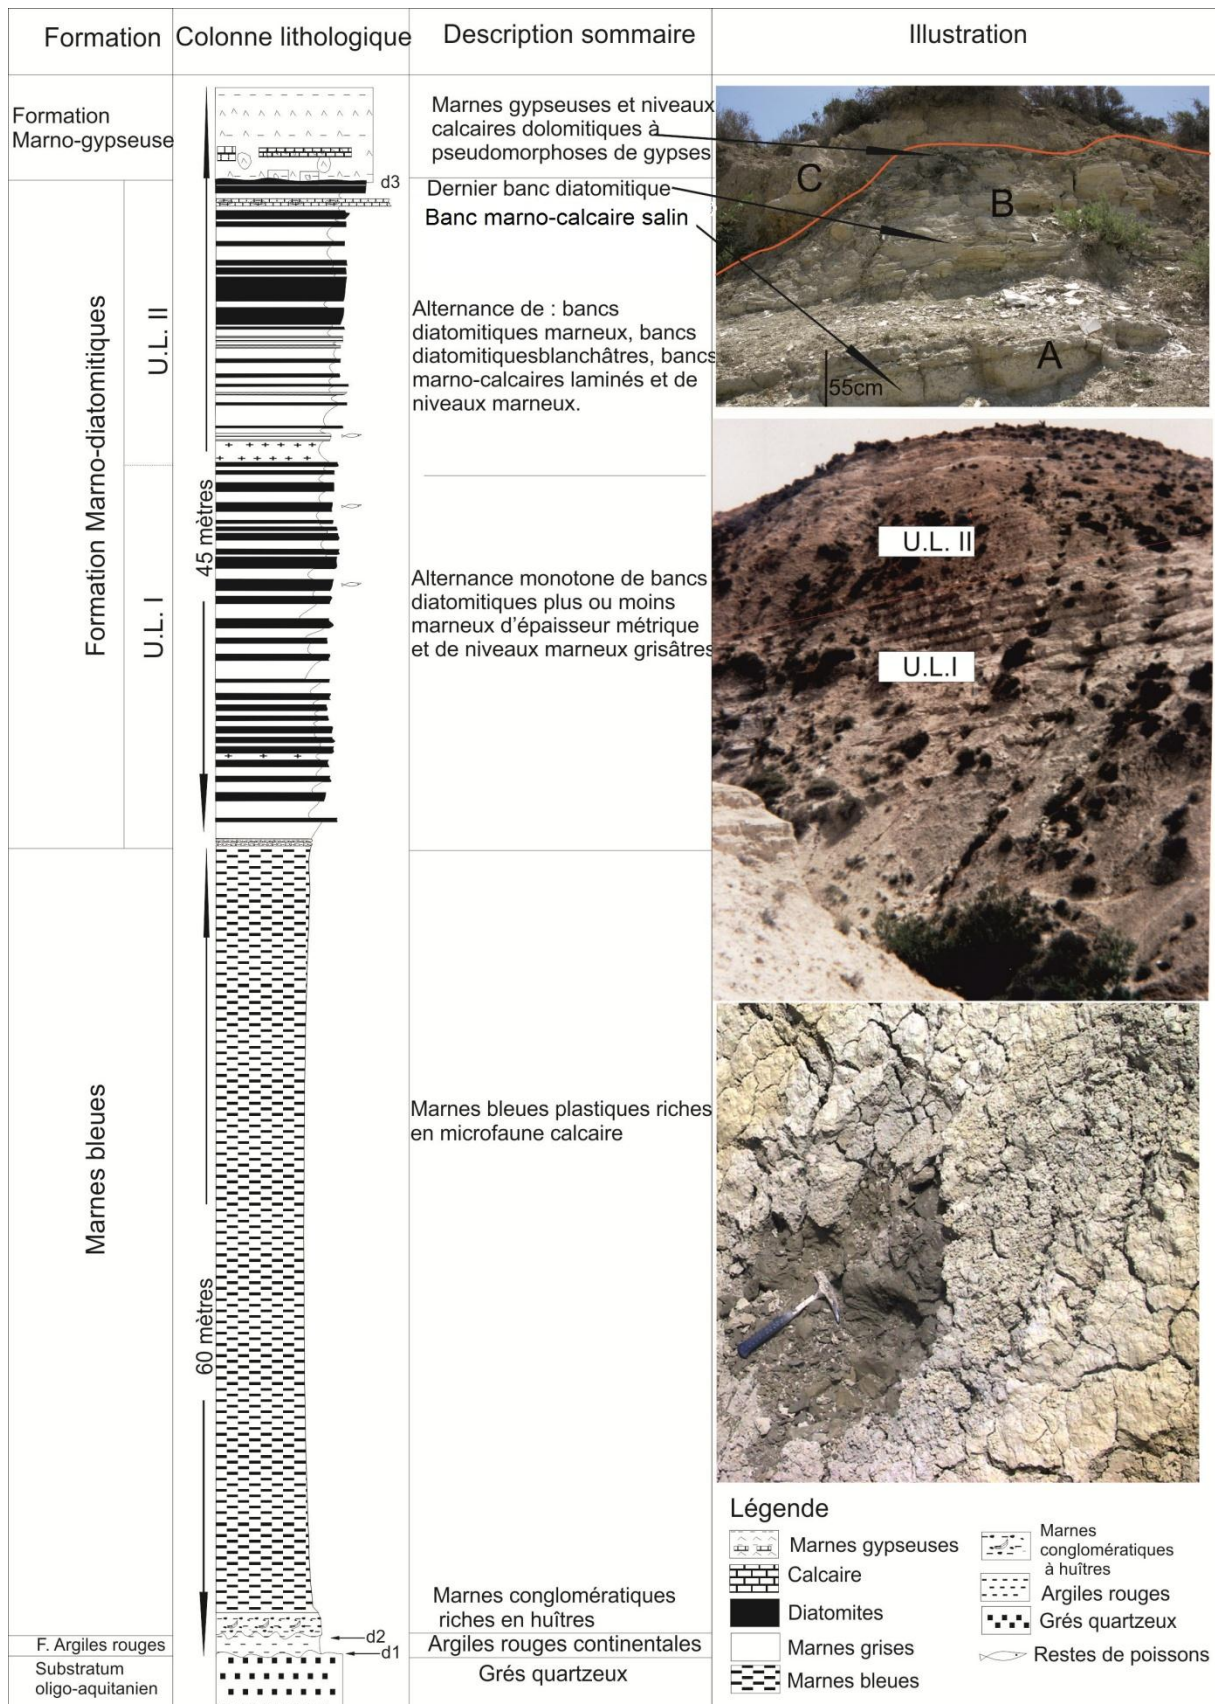 Formation
Colonne lithologique
Description sommaire
Illustration
Formation
Marno-gypseuse
Marnes gypseuses et niveaux
calcaires dolomitiques à
pseudomorphoses de gypses
d3
Dernier banc diatomitique
Banc marno-calcaire salin
C
B
A
55cm
Formation Marno-diatomitiques
U.L. II
Alternance de : bancs
diatomitiques marneux, bancs
diatomitiquesblanchâtres, bancs
marno-calcaires laminés et de
niveaux marneux.
45 mètres
U.L. I
Alternance monotone de bancs
diatomitiques plus ou moins
marneux d'épaisseur métrique
et de niveaux marneux grisâtres
U.L. II
U.L.I
Marnes bleues
60 mètres
Marnes bleues plastiques riches
en microfaune calcaire
Marnes conglomératiques
riches en huîtres
F. Argiles rouges
d2
d1
Argiles rouges continentales
Substratum
oligo-aquitanien
Grés quartzeux
Légende
Marnes gypseuses
Calcaire
Diatomites
Marnes grises
Marnes bleues
Marnes
conglomératiques
à huîtres
Argiles rouges
Grés quartzeux
Restes de poissons